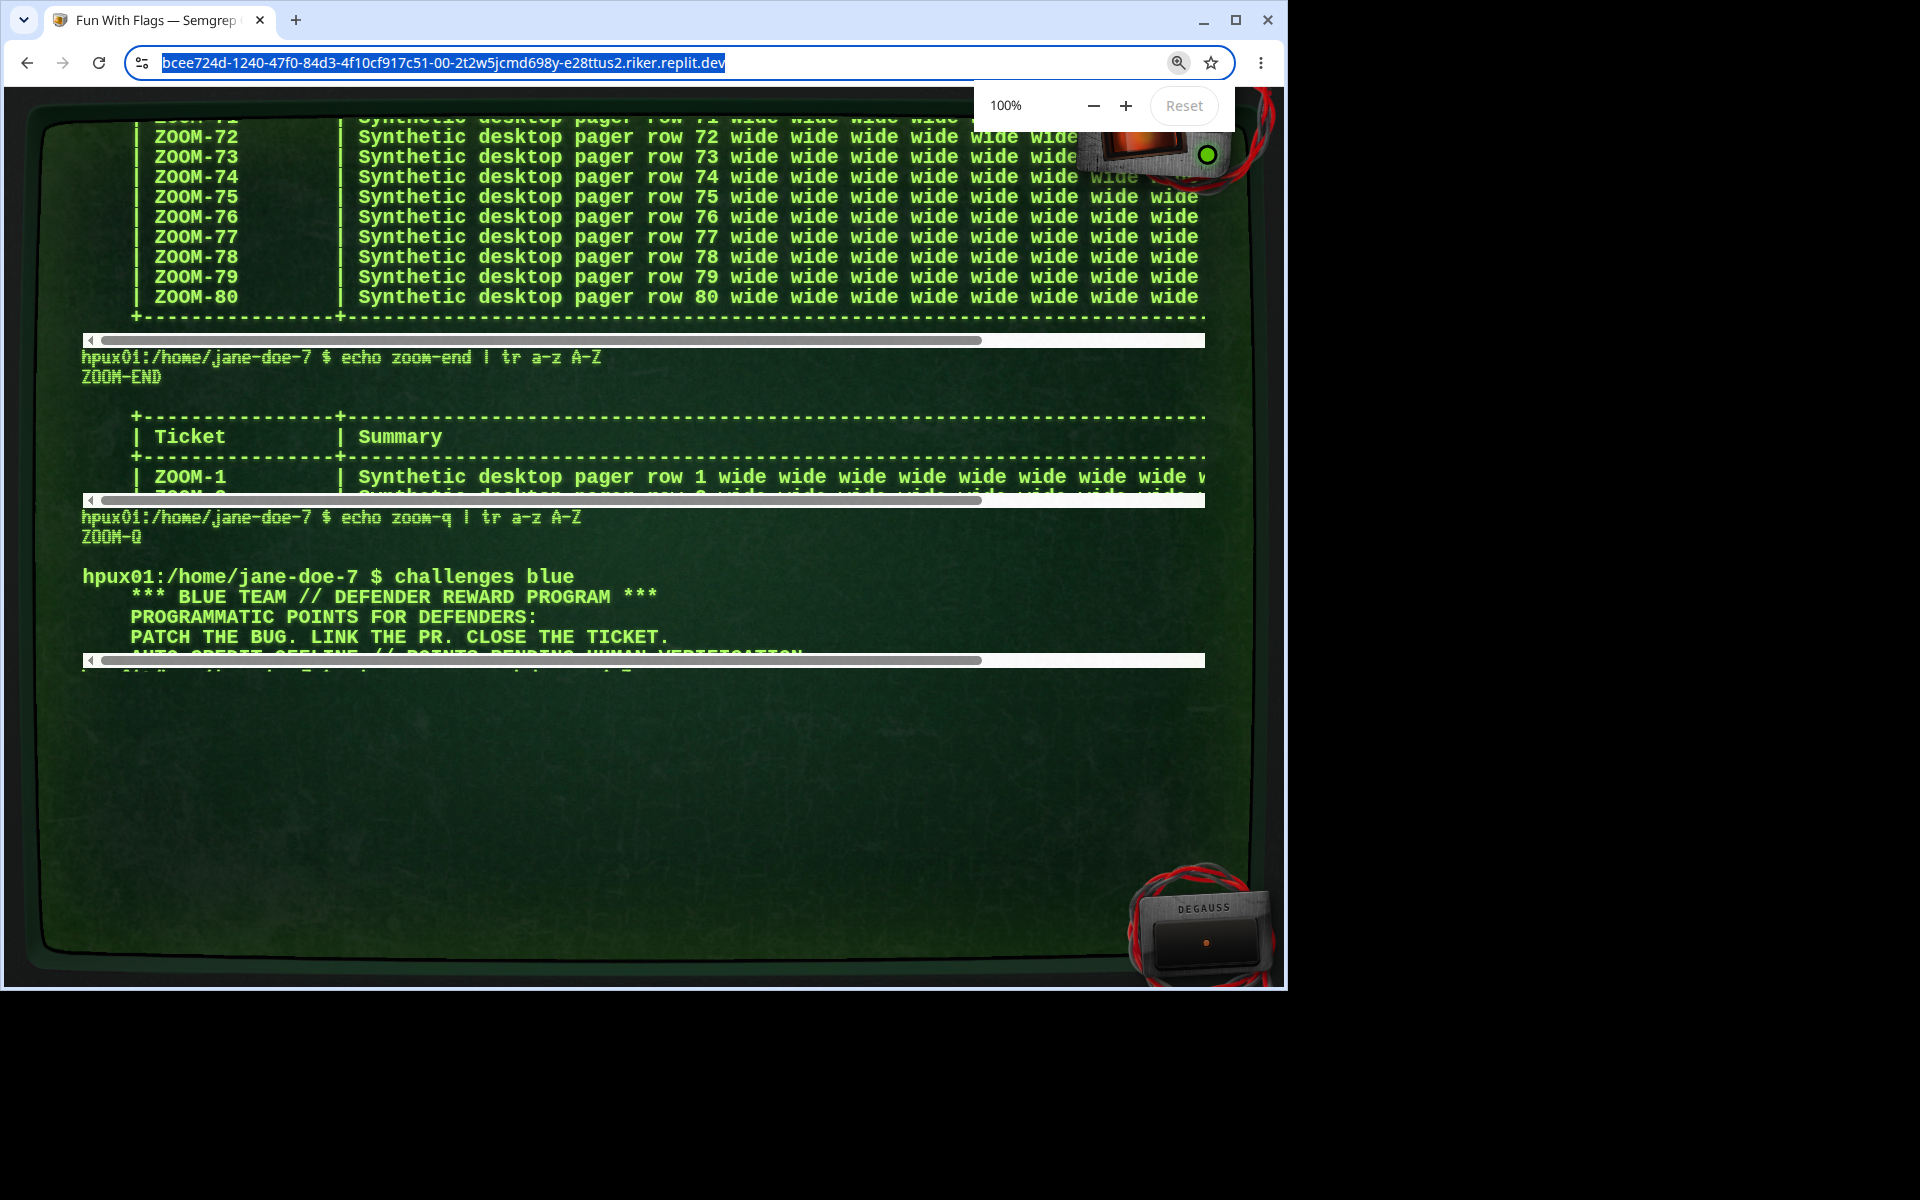 Fun With Flags — Semgrep
bcee724d-1240-47f0-84d3-4f10cf917c51-00-2t2w5jcmd698y-e28ttus2.riker.replit.dev
100%
Reset
| ZOOM-72 | Synthetic desktop pager row 72 wide wide wide wide wide wide
| ZOOM-73 | Synthetic desktop pager row 73 wide wide wide wide wide wide
| ZOOM-74 | Synthetic desktop pager row 74 wide wide wide wide wide wide wide
| ZOOM-75 | Synthetic desktop pager row 75 wide wide wide wide wide wide wide wide
| ZOOM-76 | Synthetic desktop pager row 76 wide wide wide wide wide wide wide wide
| ZOOM-77 | Synthetic desktop pager row 77 wide wide wide wide wide wide wide wide
| ZOOM-78 | Synthetic desktop pager row 78 wide wide wide wide wide wide wide wide
| ZOOM-79 | Synthetic desktop pager row 79 wide wide wide wide wide wide wide wide
| ZOOM-80 | Synthetic desktop pager row 80 wide wide wide wide wide wide wide wide
+----------------+------------------------------------------------------------------------
hpux01:/home/jane-doe-7 $ echo zoom-end | tr a-z A-Z
ZOOM-END
+----------------+------------------------------------------------------------------------
| Ticket | Summary
+----------------+------------------------------------------------------------------------
| ZOOM-1 | Synthetic desktop pager row 1 wide wide wide wide wide wide wide wide w
hpux01:/home/jane-doe-7 $ echo zoom-q | tr a-z A-Z
ZOOM-Q
hpux01:/home/jane-doe-7 $ challenges blue
*** BLUE TEAM // DEFENDER REWARD PROGRAM ***
PROGRAMMATIC POINTS FOR DEFENDERS:
PATCH THE BUG. LINK THE PR. CLOSE THE TICKET.
AUTO-CREDIT OFFLINE // POINTS PENDING HUMAN VERIFICATION
DEGAUSS